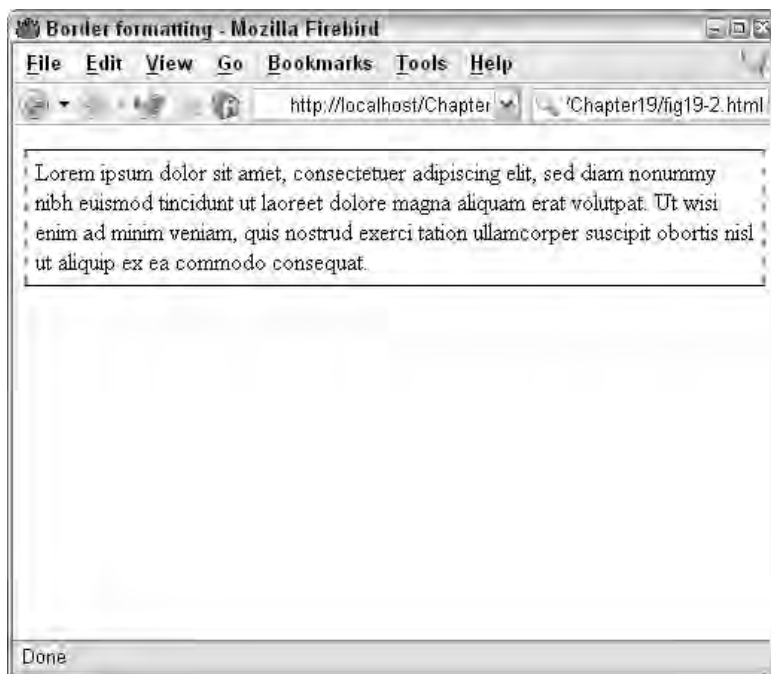 Border formatting - Mozilla Firebird
File Edit View Go Bookmarks Tools Help
http://localhost/Chapter 'Chapter19/fig19-2.html
Lorem ipsum dolor sit amet, consectetuer adipiscing elit, sed diam nonummy
nibh euismod tincidunt ut laoreet dolore magna aliquam erat volutpat. Ut wisi
enim ad minim veniam, quis nostrud exerci tation ullamcorper suscipit obortis nisl
ut aliquip ex ea commodo consequat.
Done